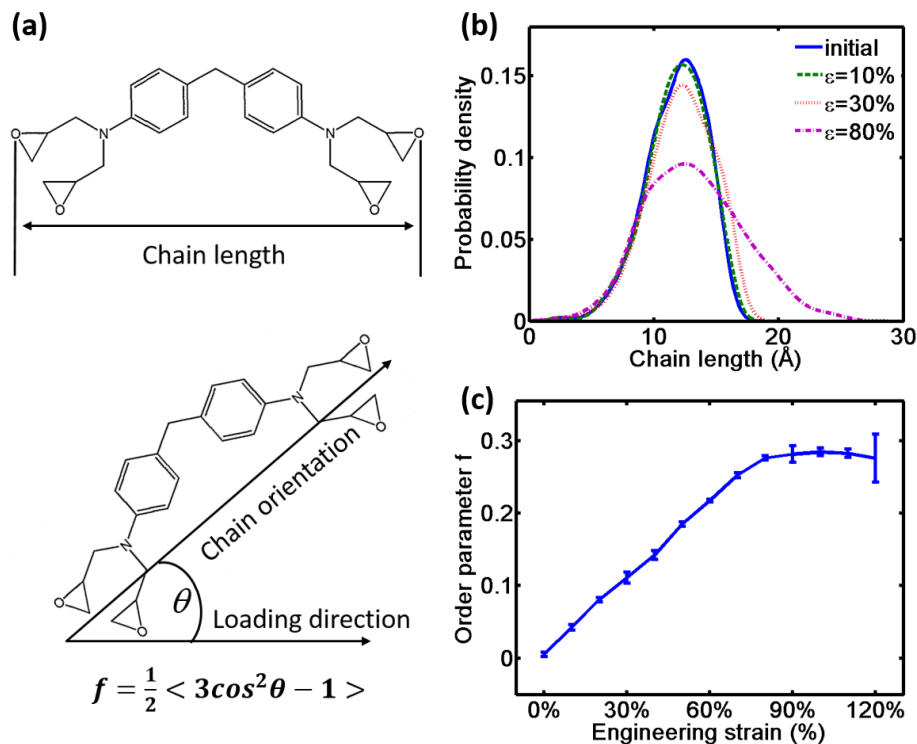 (a)
O
N
N
O
O
O
Chain length
O
N
O
Chain orientation
N
O
O
θ
Loading direction
f = 1/2 < 3cos²θ − 1 >
(b)
Probability density
0.15
0.1
0.05
0
0
10
20
30
Chain length (Å)
initial
ε=10%
ε=30%
ε=80%
(c)
Order parameter f
0.3
0.2
0.1
0
0%
30%
60%
90%
120%
Engineering strain (%)